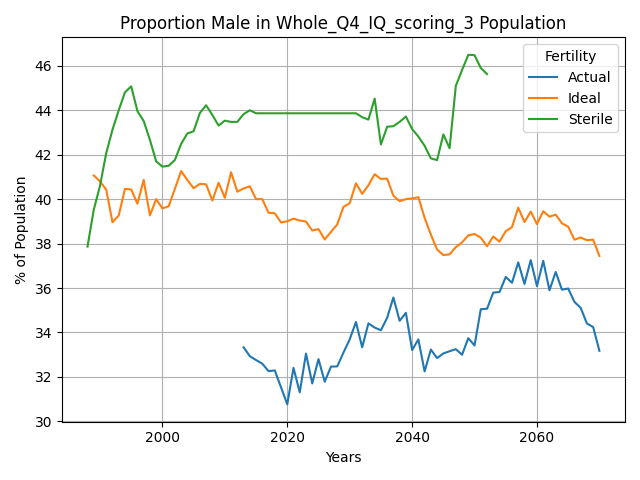 Proportion Male in Whole_Q4_IQ_scoring_3 Population
Fertility
Actual
Ideal
Sterile
% of Population
46
44
42
40
38
36
34
32
30
2000
2020
2040
2060
Years